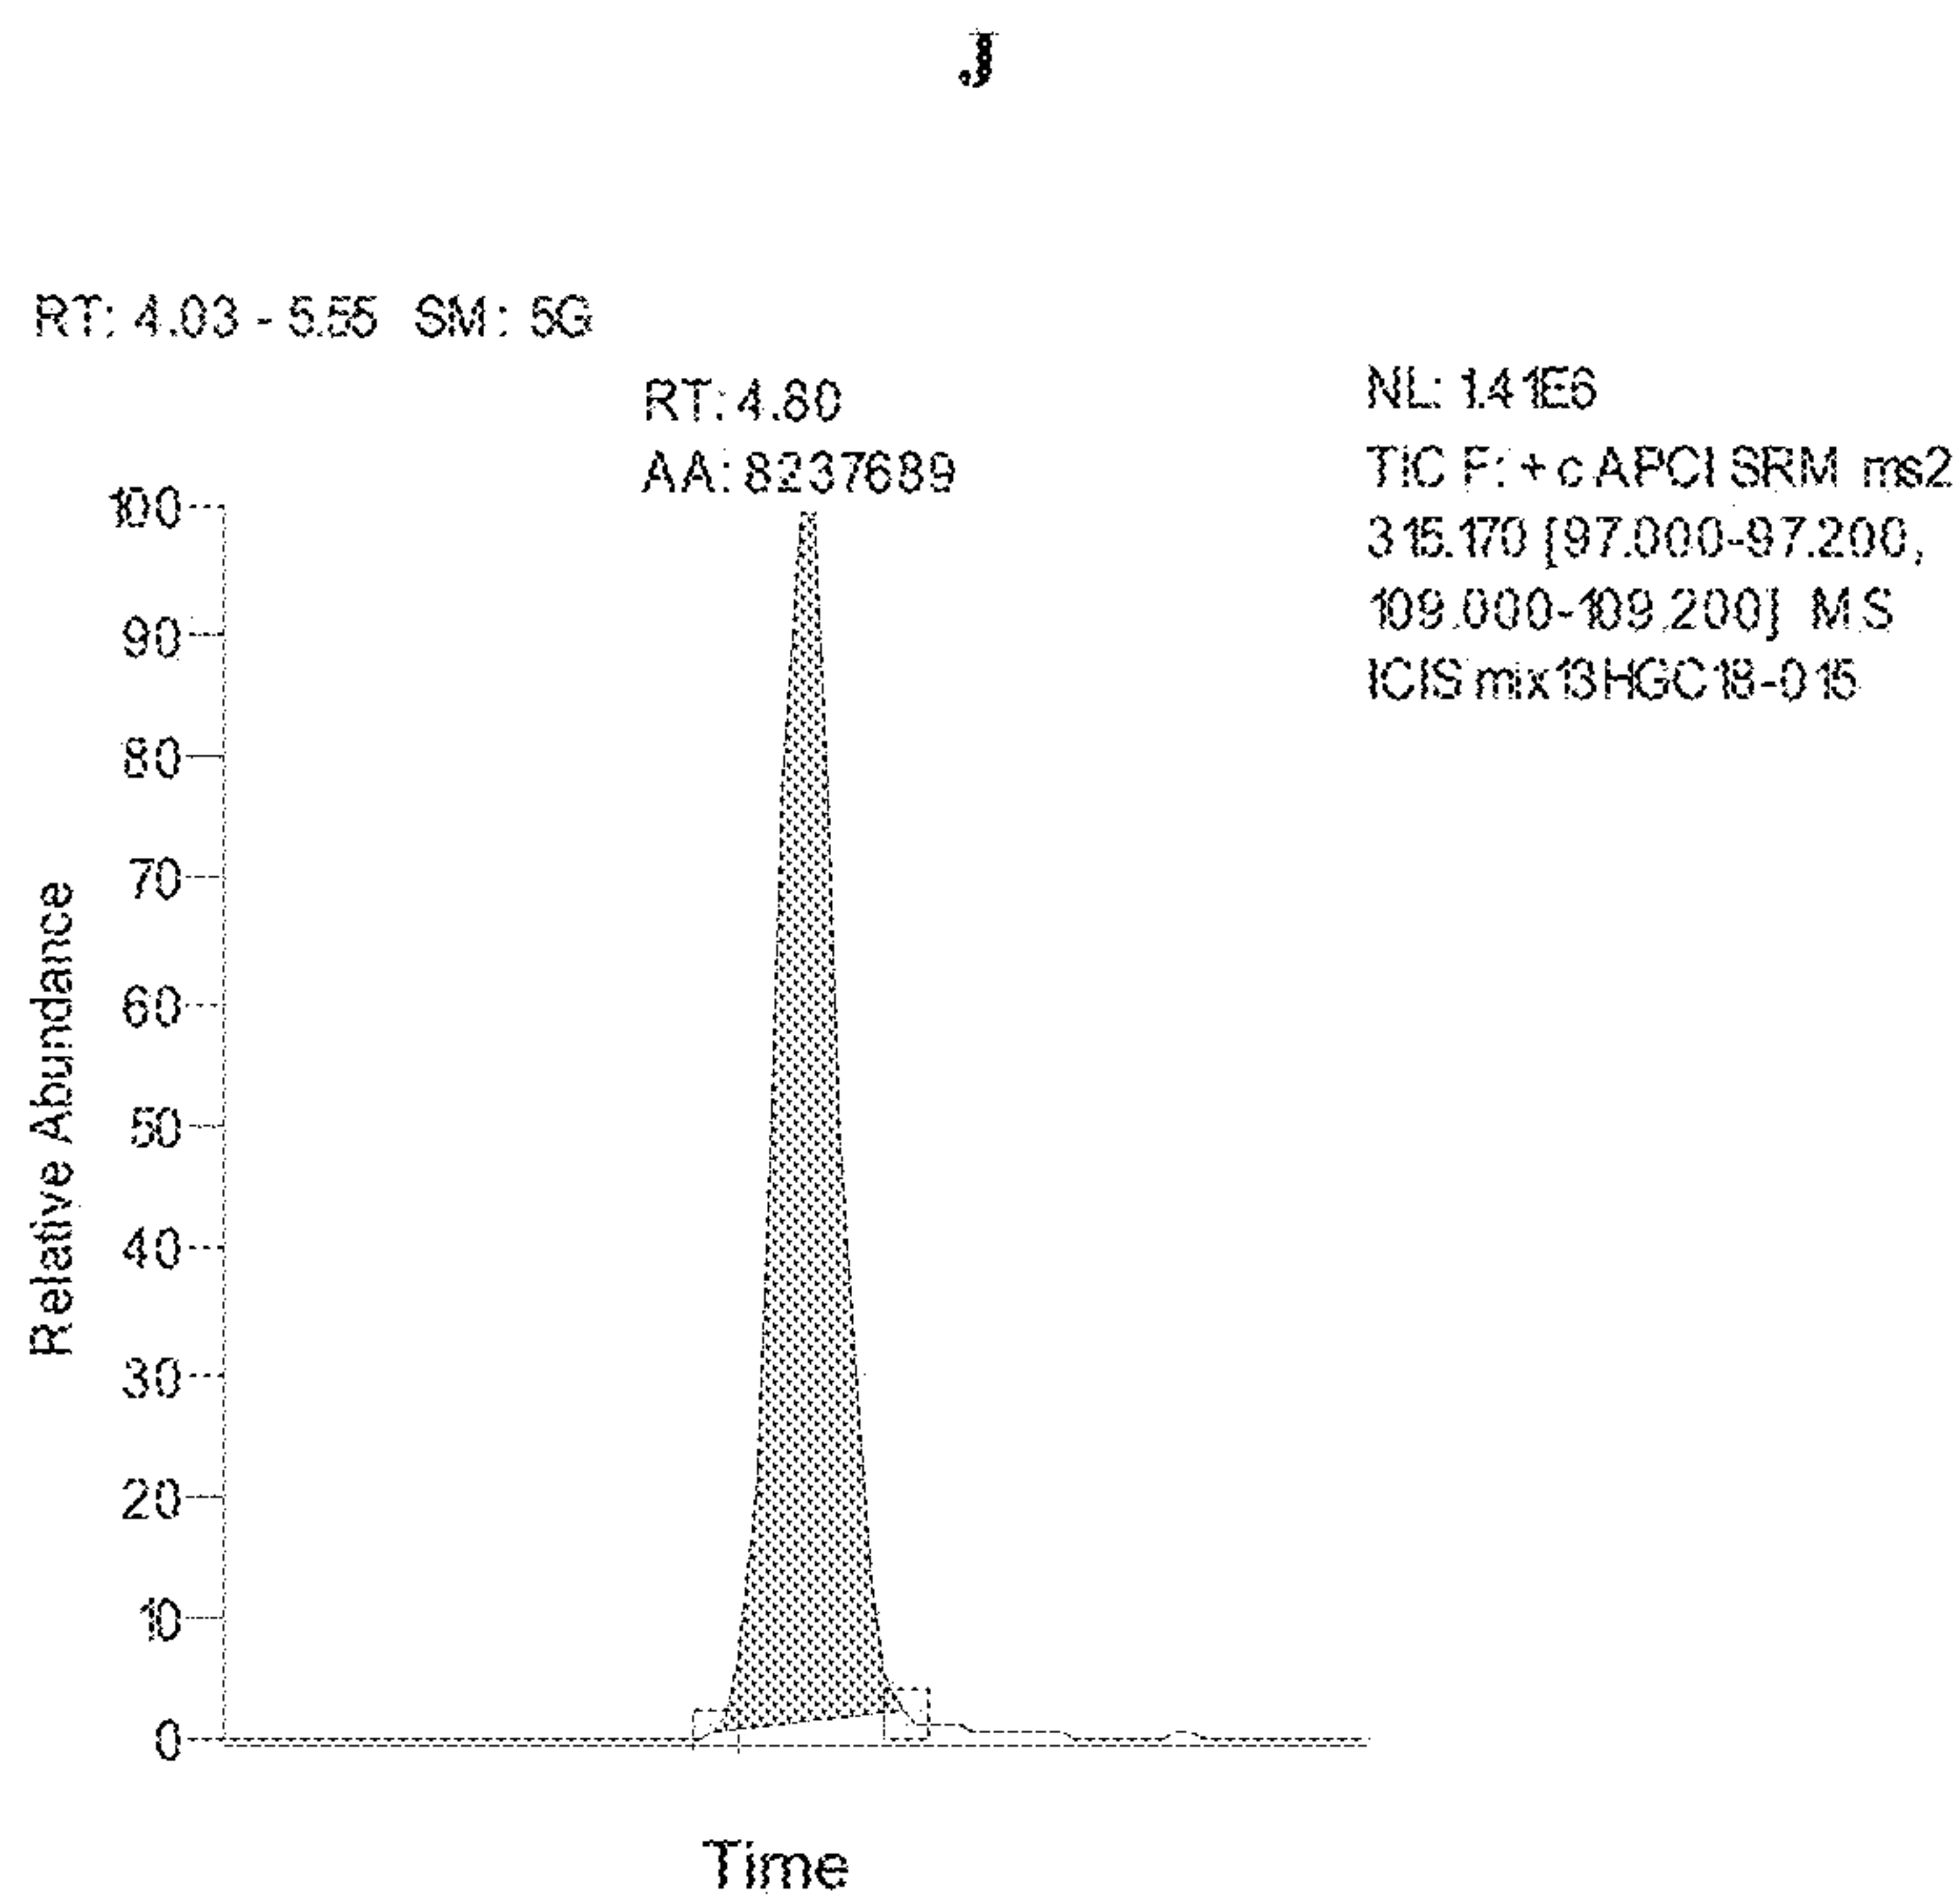 J
RT: 4.03 - 5.55 SM: 5G
RT: 4.80
AA: 8237689
NL: 1.41E6
TIC F: + c APCI SRM ms2
315.170 [97.000-97.200,
109.000-109.200] MS
ICIS mix13HGC18-015
100
90
80
70
60
50
40
30
20
10
0
Relative Abundance
Time